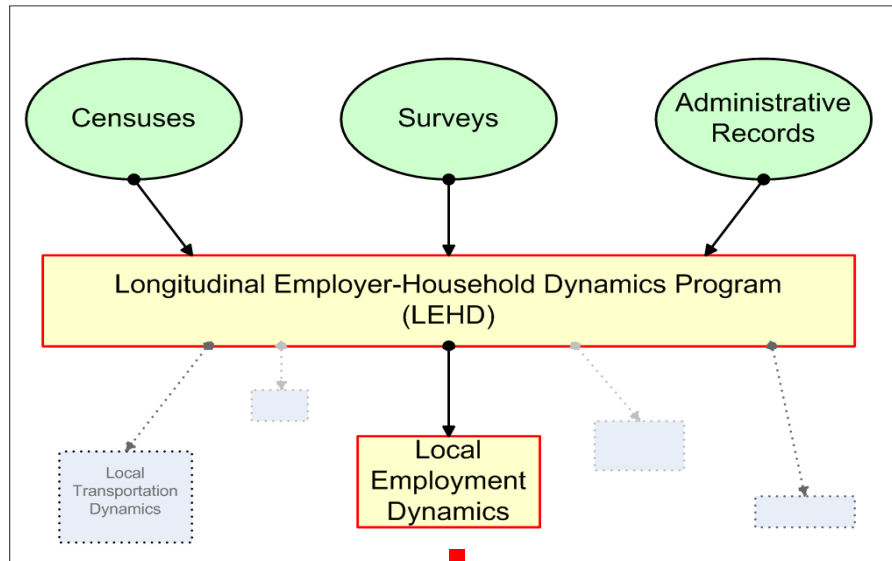 Censuses
Surveys
Administrative
Records
Longitudinal Employer-Household Dynamics Program
(LEHD)
Local
Transportation
Dynamics
Local
Employment
Dynamics